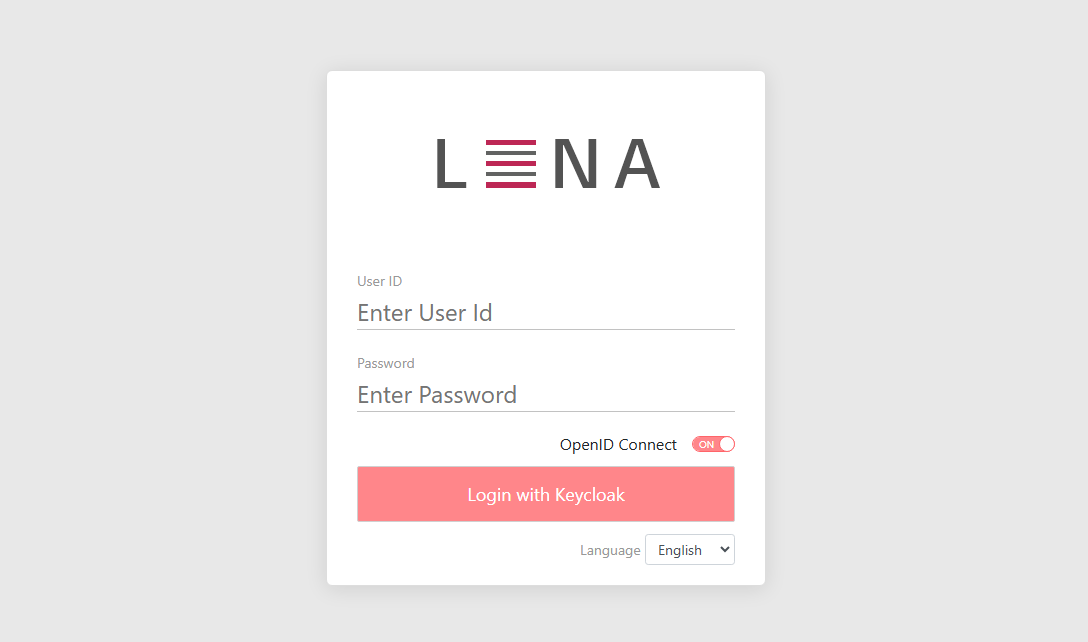 LENA
User ID
Enter User Id
Password
Enter Password
OpenID Connect ON
Login with Keycloak
Language English